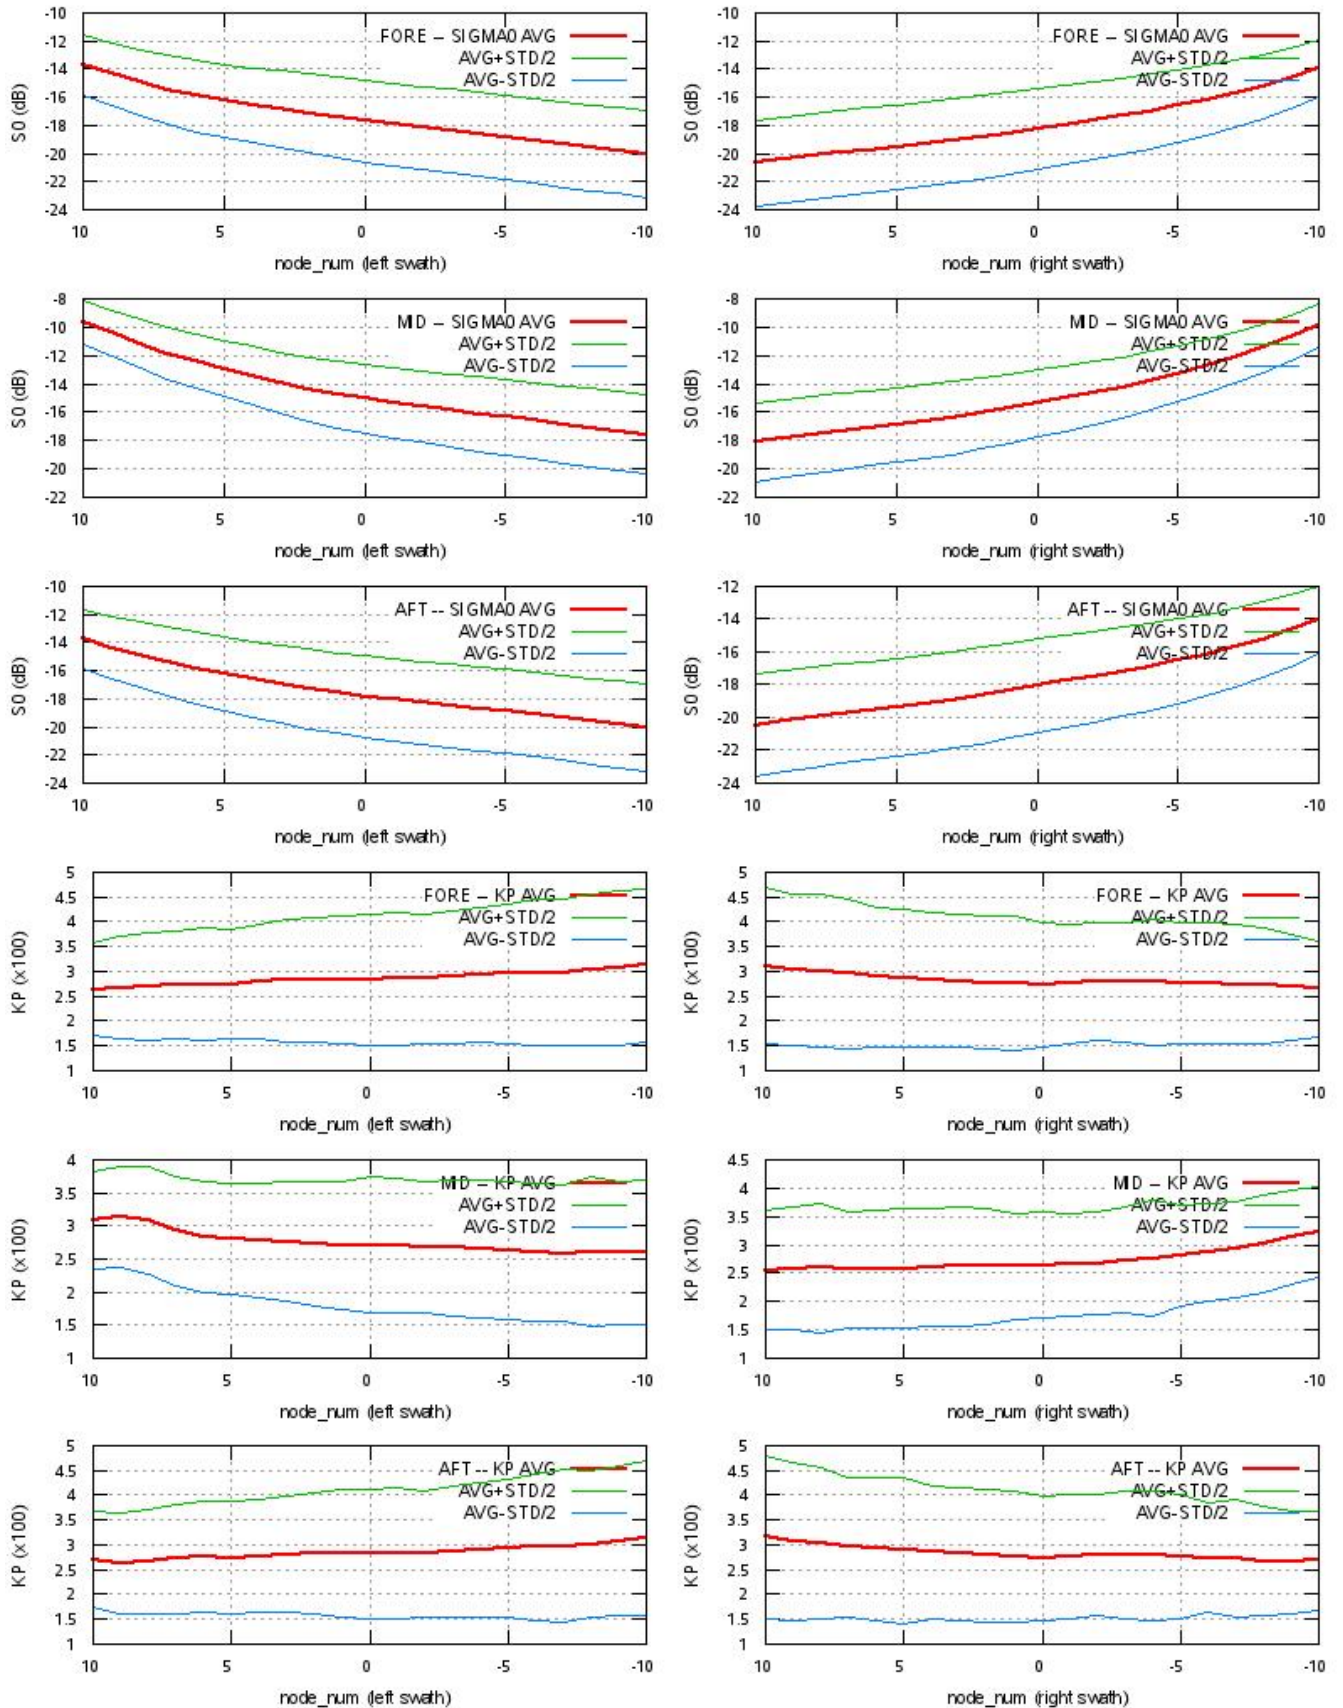 -10
-12
-14
-16
-18
-20
-22
-24
S0 (dB)
FORE – SIGMA0 AVG
AVG+STD/2
AVG-STD/2
10 5 0 -5 -10
node_num (left swath)
-10
-12
-14
-16
-18
-20
-22
-24
S0 (dB)
FORE – SIGMA0 AVG
AVG+STD/2
AVG-STD/2
10 5 0 -5 -10
node_num (right swath)
-8
-10
-12
-14
-16
-18
-20
-22
S0 (dB)
MID – SIGMA0 AVG
AVG+STD/2
AVG-STD/2
10 5 0 -5 -10
node_num (left swath)
-8
-10
-12
-14
-16
-18
-20
-22
S0 (dB)
MID – SIGMA0 AVG
AVG+STD/2
AVG-STD/2
10 5 0 -5 -10
node_num (right swath)
-10
-12
-14
-16
-18
-20
-22
-24
S0 (dB)
AFT -- SIGMA0 AVG
AVG+STD/2
AVG-STD/2
10 5 0 -5 -10
node_num (left swath)
-12
-14
-16
-18
-20
-22
-24
S0 (dB)
AFT -- SIGMA0 AVG
AVG+STD/2
AVG-STD/2
10 5 0 -5 -10
node_num (right swath)
5
4.5
4
3.5
3
2.5
2
1.5
1
KP (x100)
FORE – KP AVG
AVG+STD/2
AVG-STD/2
10 5 0 -5 -10
node_num (left swath)
5
4.5
4
3.5
3
2.5
2
1.5
1
KP (x100)
FORE – KP AVG
AVG+STD/2
AVG-STD/2
10 5 0 -5 -10
node_num (right swath)
4
3.5
3
2.5
2
1.5
1
KP (x100)
MID – KP AVG
AVG+STD/2
AVG-STD/2
10 5 0 -5 -10
node_num (left swath)
4.5
4
3.5
3
2.5
2
1.5
1
KP (x100)
MID – KP AVG
AVG+STD/2
AVG-STD/2
10 5 0 -5 -10
node_num (right swath)
5
4.5
4
3.5
3
2.5
2
1.5
1
KP (x100)
AFT -- KP AVG
AVG+STD/2
AVG-STD/2
10 5 0 -5 -10
node_num (left swath)
5
4.5
4
3.5
3
2.5
2
1.5
1
KP (x100)
AFT -- KP AVG
AVG+STD/2
AVG-STD/2
10 5 0 -5 -10
node_num (right swath)